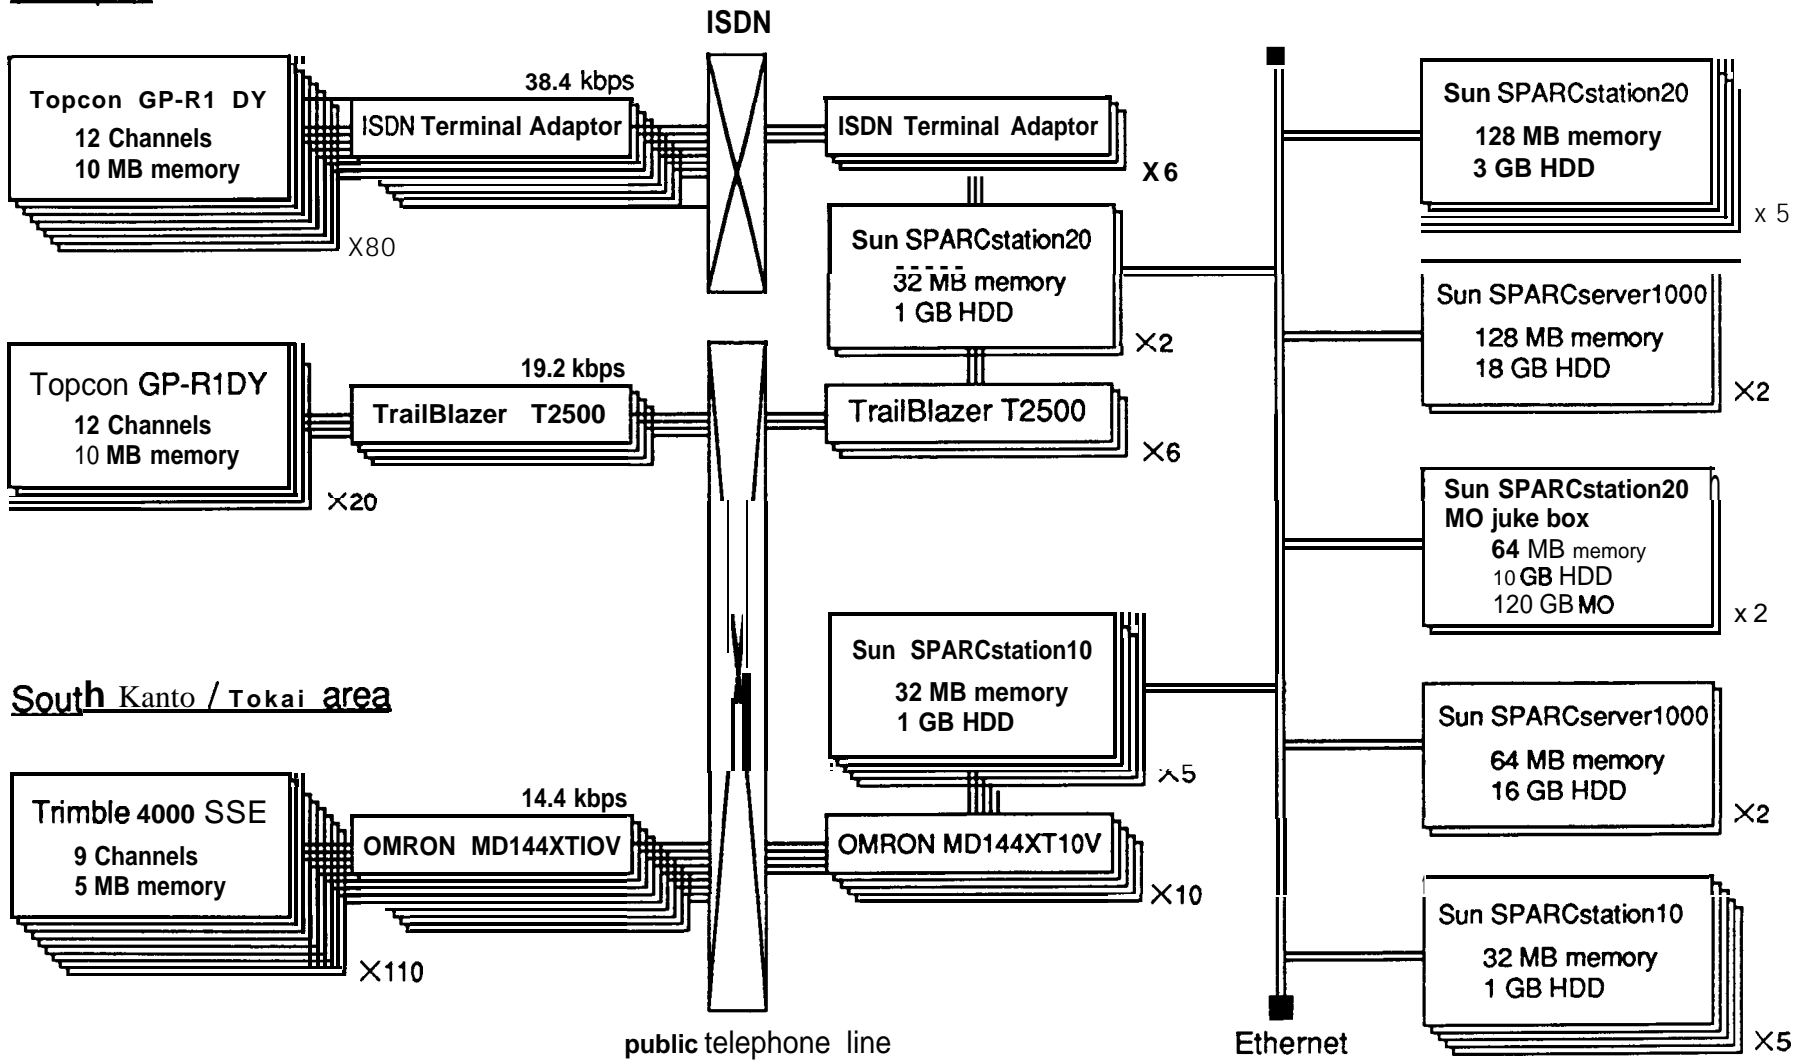 ISDN
Topcon GP-R1 DY
12 Channels
10 MB memory
X80
38.4 kbps
ISDN Terminal Adaptor
ISDN Terminal Adaptor
X6
Sun SPARCstation20
32 MB memory
1 GB HDD
×2
Topcon GP-R1DY
12 Channels
10 MB memory
×20
19.2 kbps
TrailBlazer T2500
TrailBlazer T2500
×6
South Kanto / Tokai area
Trimble 4000 SSE
9 Channels
5 MB memory
×110
14.4 kbps
OMRON MD144XTIOV
Sun SPARCstation10
32 MB memory
1 GB HDD
×5
OMRON MD144XT10V
×10
public telephone line
Ethernet
Sun SPARCstation20
128 MB memory
3 GB HDD
x 5
Sun SPARCserver1000
128 MB memory
18 GB HDD
×2
Sun SPARCstation20
MO juke box
64 MB memory
10 GB HDD
120 GB MO
x 2
Sun SPARCserver1000
64 MB memory
16 GB HDD
×2
Sun SPARCstation10
32 MB memory
1 GB HDD
×5